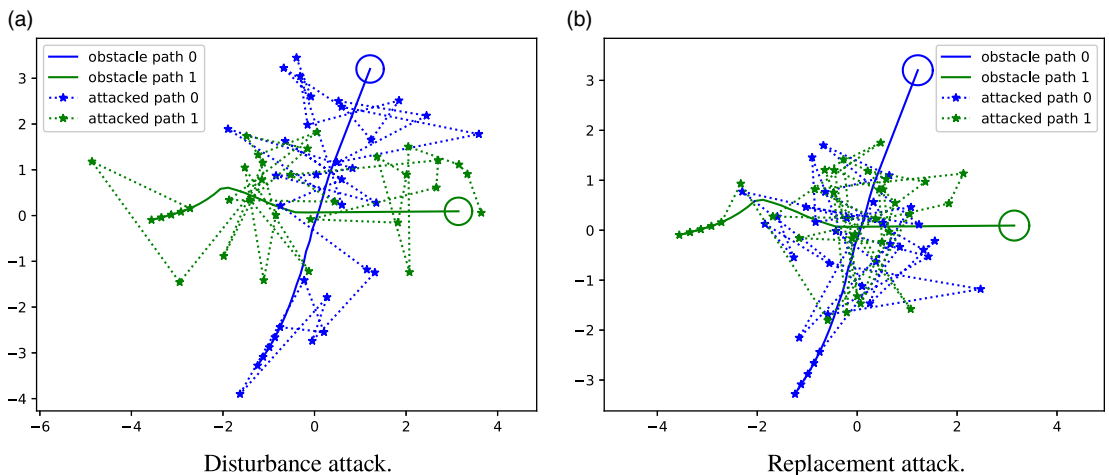 (a)
obstacle path 0
obstacle path 1
attacked path 0
attacked path 1
3
2
1
0
−1
−2
−3
−4
−6
−4
−2
0
2
4
Disturbance attack.
(b)
obstacle path 0
obstacle path 1
attacked path 0
attacked path 1
3
2
1
0
−1
−2
−3
−4
−2
0
2
4
Replacement attack.